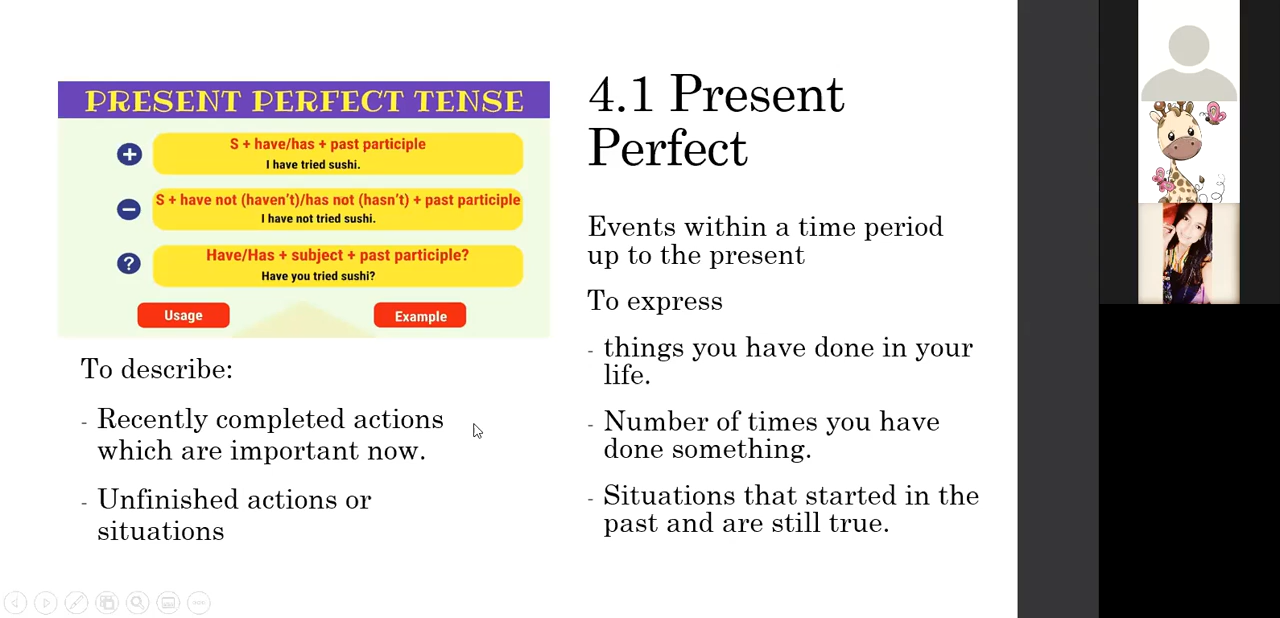 PRESENT PERFECT TENSE
+
S + have/has + past participle
I have tried sushi.
−
S + have not (haven't)/has not (hasn't) + past participle
I have not tried sushi.
?
Have/Has + subject + past participle?
Have you tried sushi?
Usage
Example
To describe:
- Recently completed actions
which are important now.
- Unfinished actions or
situations
4.1 Present
Perfect
Events within a time period
up to the present
To express
- things you have done in your
life.
- Number of times you have
done something.
- Situations that started in the
past and are still true.